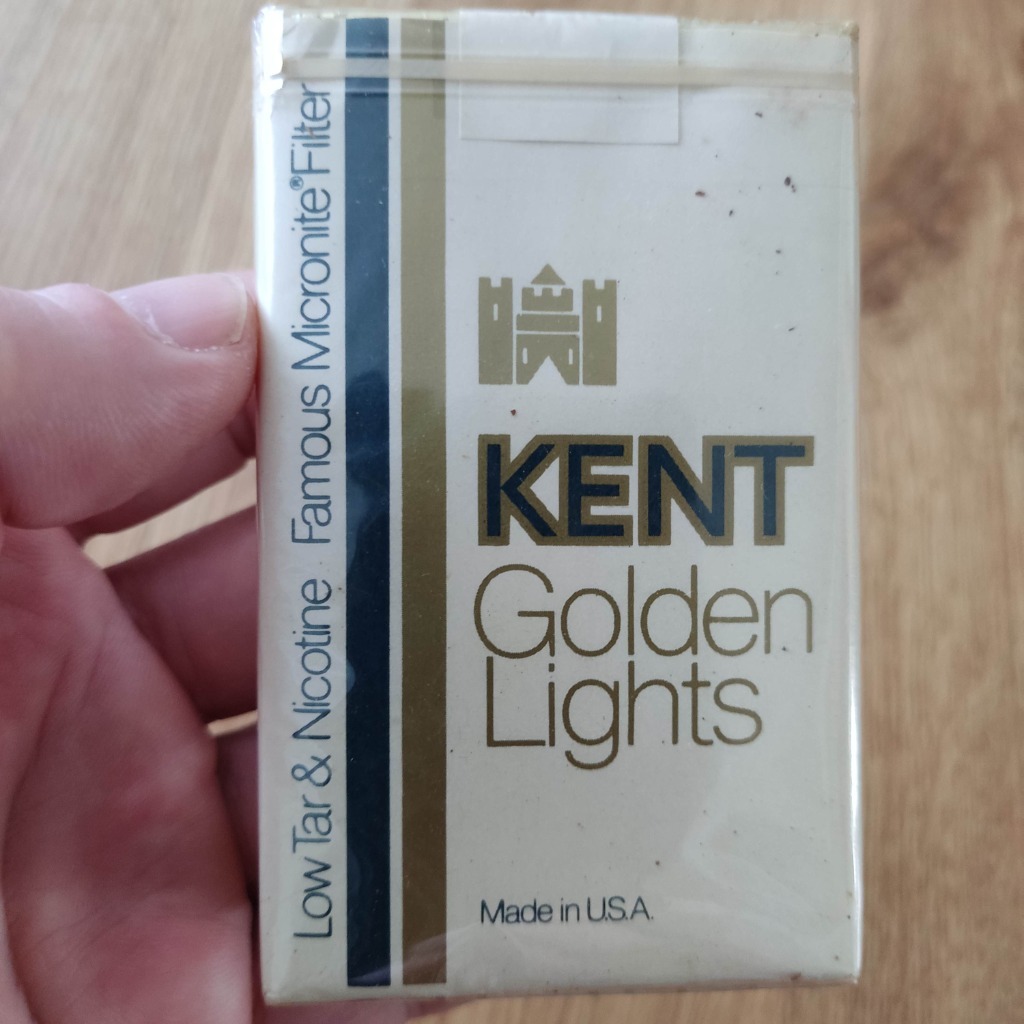 Low Tar & Nicotine Famous Micronite® Filter
KENT
Golden
Lights
Made in U.S.A.